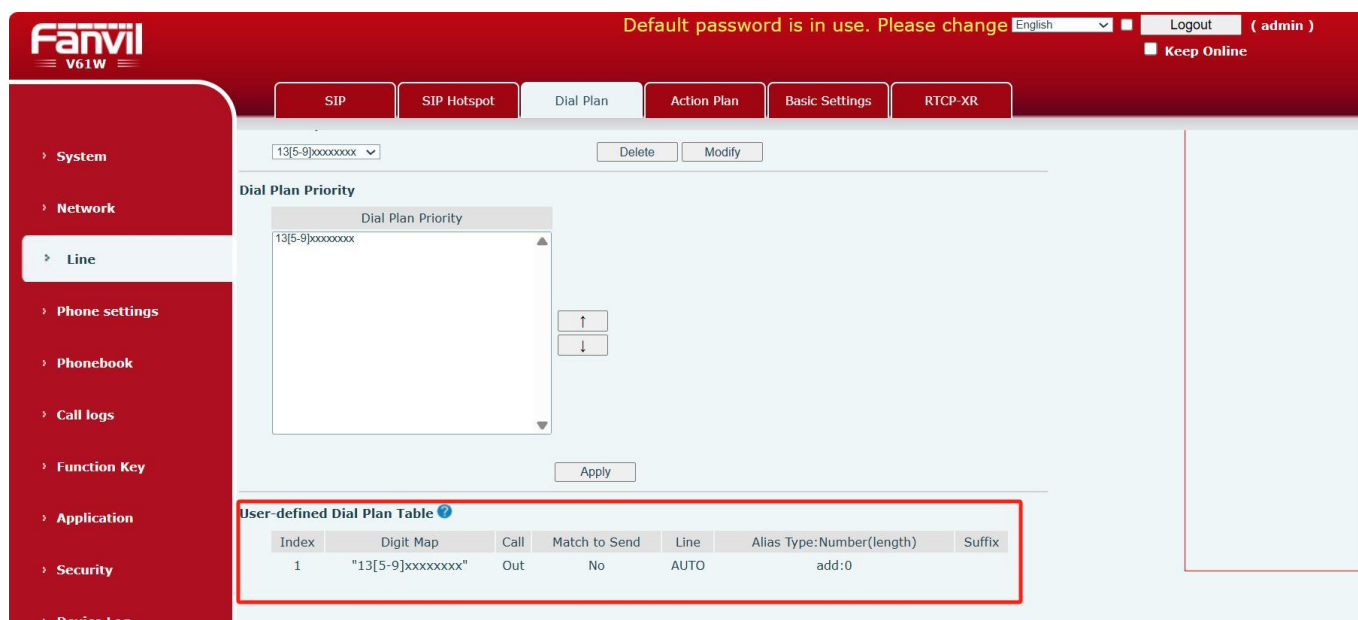 Fanvil
V61W
Default password is in use. Please change English Logout ( admin )
Keep Online
SIP SIP Hotspot Dial Plan Action Plan Basic Settings RTCP-XR
System
Network
Line
Phone settings
Phonebook
Call logs
Function Key
Application
Security
13[5-9]xxxxxxxx Delete Modify
Dial Plan Priority
Dial Plan Priority
13[5-9]xxxxxxxx
↑
↓
Apply
User-defined Dial Plan Table ?
Index Digit Map Call Match to Send Line Alias Type:Number(length) Suffix
1 "13[5-9]xxxxxxxx" Out No AUTO add:0